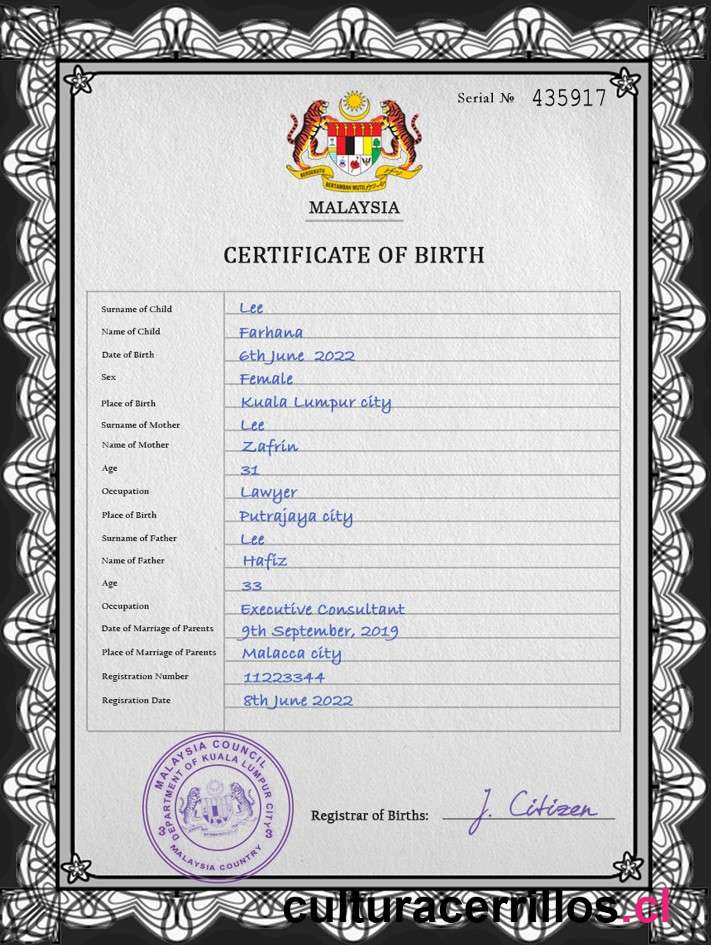 Serial № 435917
BERSEKUTU BERTAMBAH MUTU
MALAYSIA
CERTIFICATE OF BIRTH
Surname of Child Lee
Name of Child Farhana
Date of Birth 6th June 2022
Sex Female
Place of Birth Kuala Lumpur city
Surname of Mother Lee
Name of Mother Zafrin
Age 31
Occupation Lawyer
Place of Birth Putrajaya city
Surname of Father Lee
Name of Father Hafiz
Age 33
Occupation Executive Consultant
Date of Marriage of Parents 9th September, 2019
Place of Marriage of Parents Malacca city
Registration Number 11223344
Regisration Date 8th June 2022
MALAYSIA COUNCIL
DEPARTMENT OF KUALA LUMPUR CITY
MALAYSIA COUNTRY
Registrar of Births: J. Citizen
culturacerrillos.cl